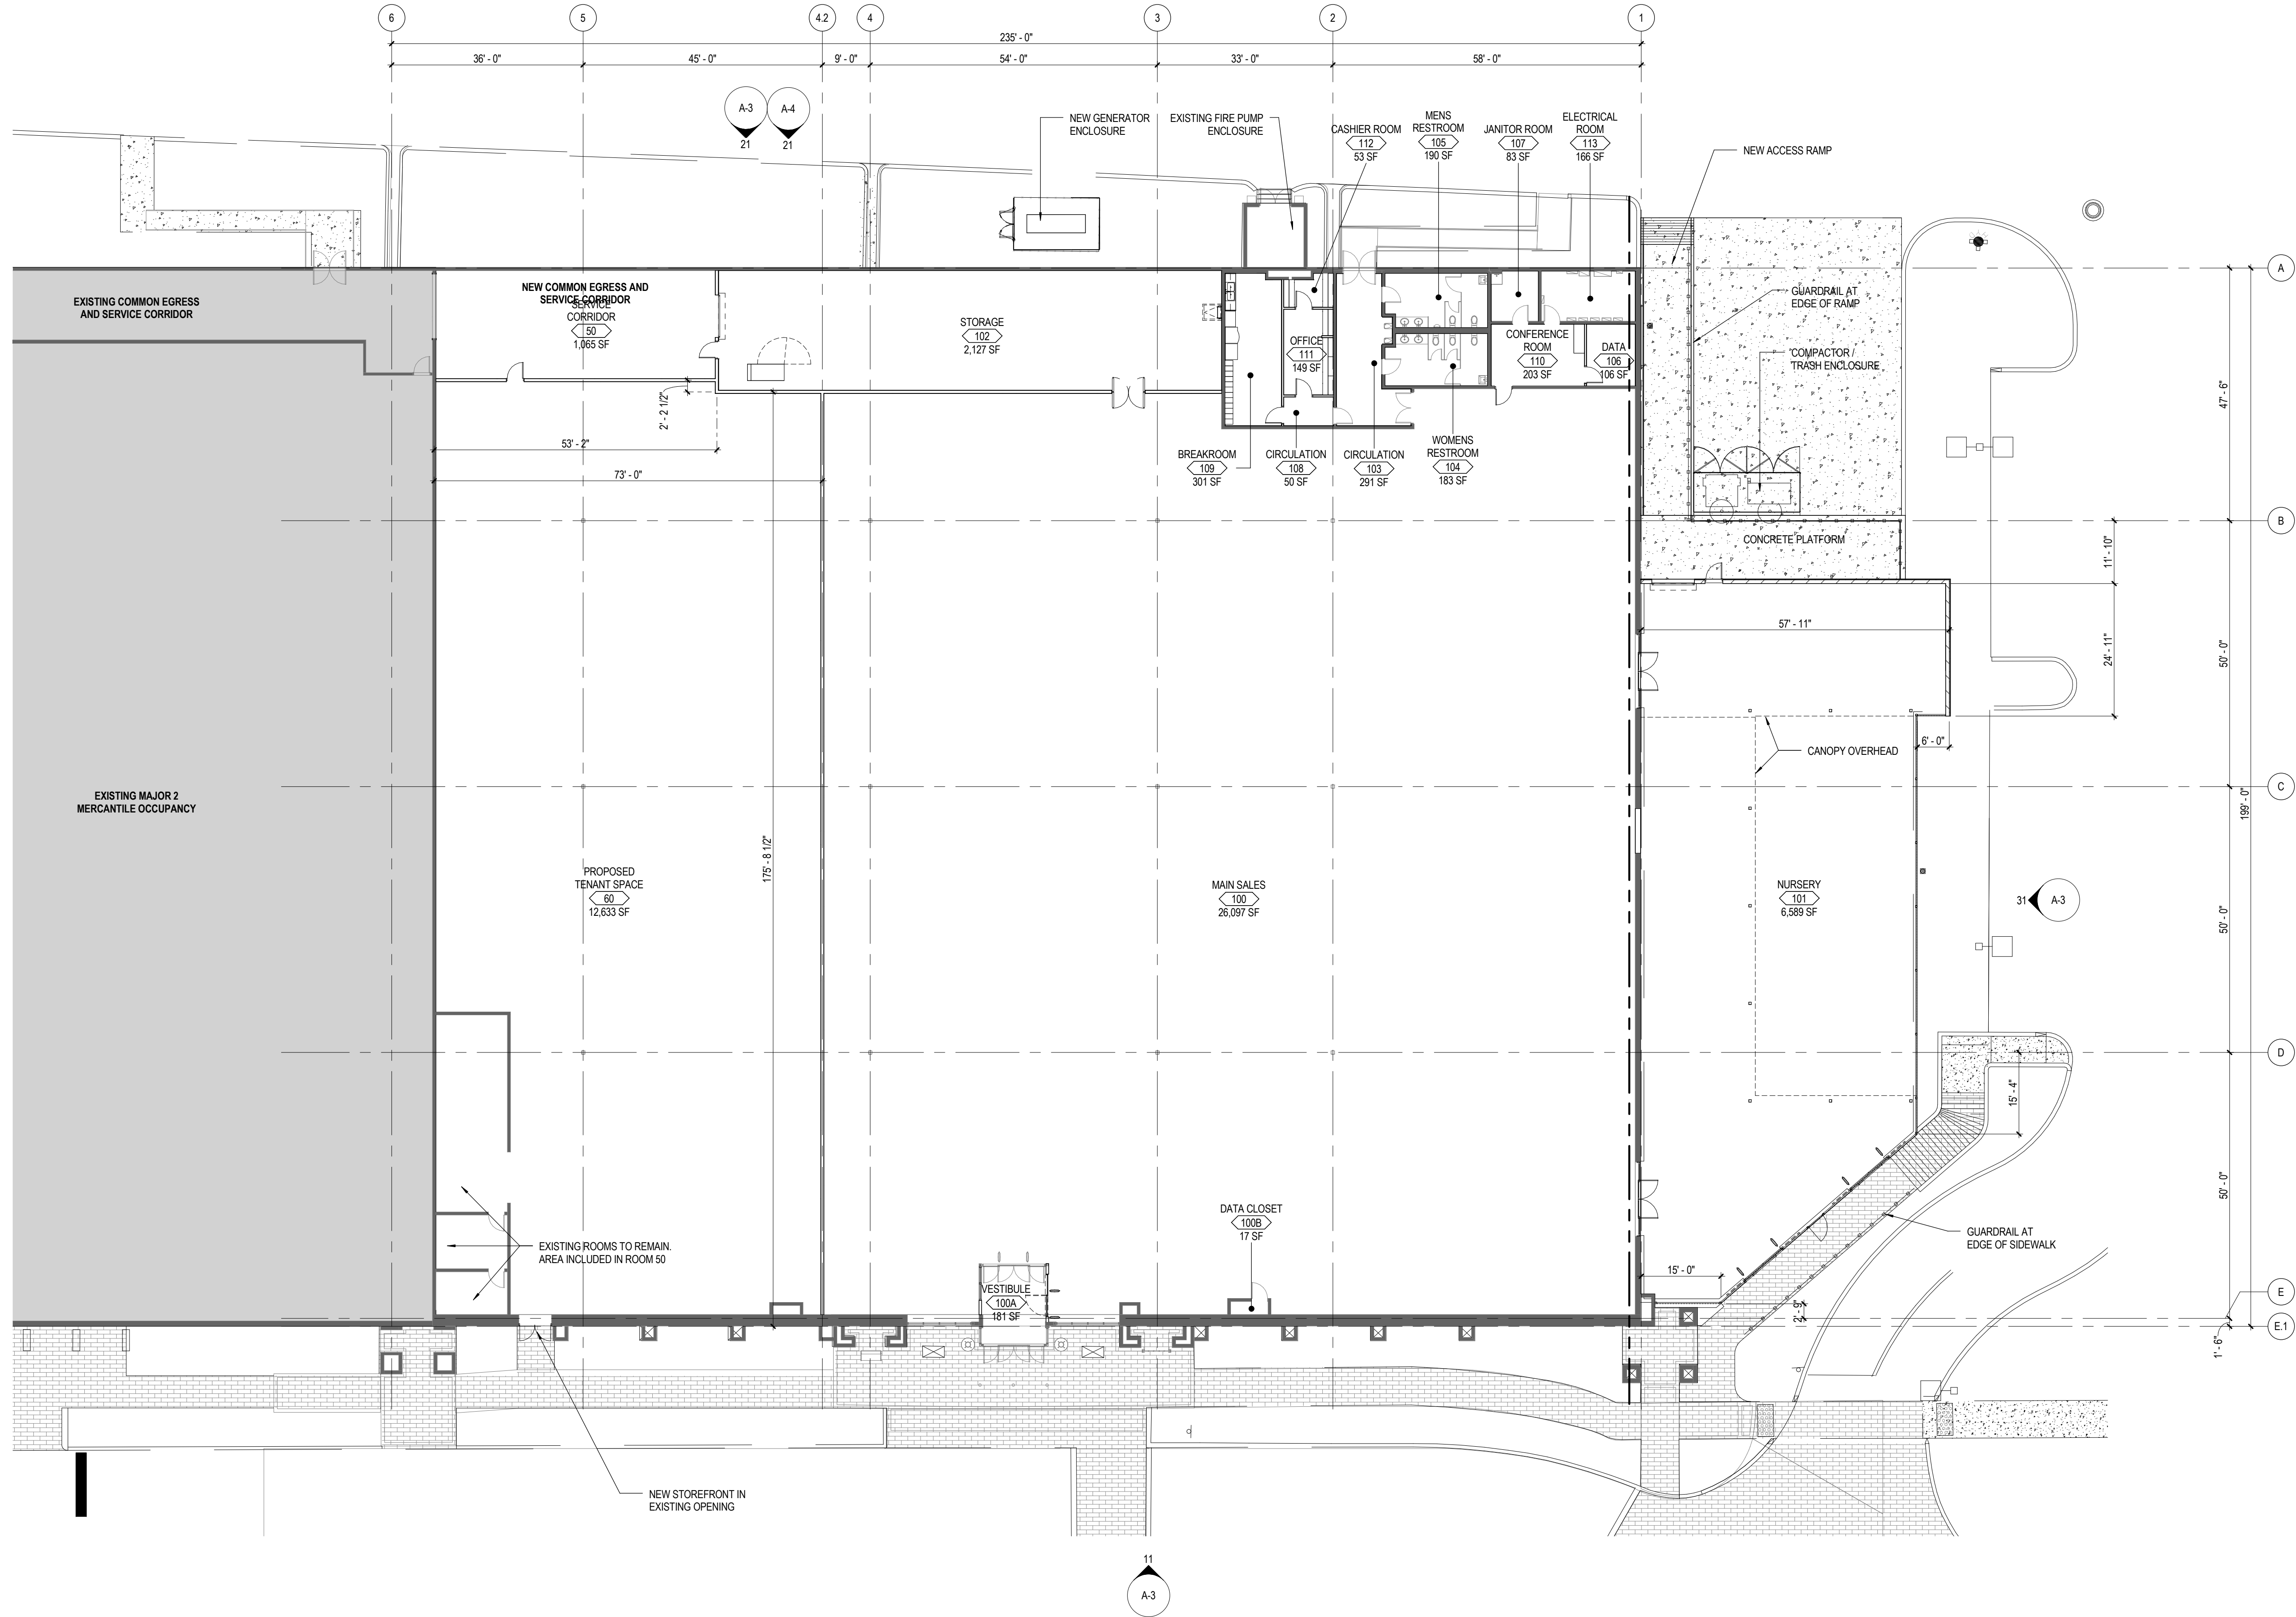 6
5
4.2
4
3
2
1
235' - 0"
36' - 0"
45' - 0"
9' - 0"
54' - 0"
33' - 0"
58' - 0"
A-3
21
A-4
21
NEW GENERATOR
ENCLOSURE
EXISTING FIRE PUMP
ENCLOSURE
CASHIER ROOM
112
53 SF
MENS
RESTROOM
105
190 SF
JANITOR ROOM
107
83 SF
ELECTRICAL
ROOM
113
166 SF
NEW ACCESS RAMP
A
EXISTING COMMON EGRESS
AND SERVICE CORRIDOR
NEW COMMON EGRESS AND
SERVICE CORRIDOR
SERVICE
CORRIDOR
50
1,065 SF
STORAGE
102
2,127 SF
OFFICE
111
149 SF
CONFERENCE
ROOM
110
203 SF
DATA
106
106 SF
GUARDRAIL AT
EDGE OF RAMP
COMPACTOR /
TRASH ENCLOSURE
47' - 6"
2' - 2 1/2"
53' - 2"
73' - 0"
BREAKROOM
109
301 SF
CIRCULATION
108
50 SF
CIRCULATION
103
291 SF
WOMENS
RESTROOM
104
183 SF
B
CONCRETE PLATFORM
11' - 10"
57' - 11"
24' - 11"
50' - 0"
6' - 0"
CANOPY OVERHEAD
C
199' - 0"
EXISTING MAJOR 2
MERCANTILE OCCUPANCY
175' - 8 1/2"
PROPOSED
TENANT SPACE
60
12,633 SF
MAIN SALES
100
26,097 SF
NURSERY
101
6,589 SF
31
A-3
50' - 0"
D
15' - 4"
50' - 0"
DATA CLOSET
100B
17 SF
EXISTING ROOMS TO REMAIN.
AREA INCLUDED IN ROOM 50
GUARDRAIL AT
EDGE OF SIDEWALK
15' - 0"
VESTIBULE
100A
181 SF
2' - 9"
E
E.1
1' - 6"
NEW STOREFRONT IN
EXISTING OPENING
11
A-3